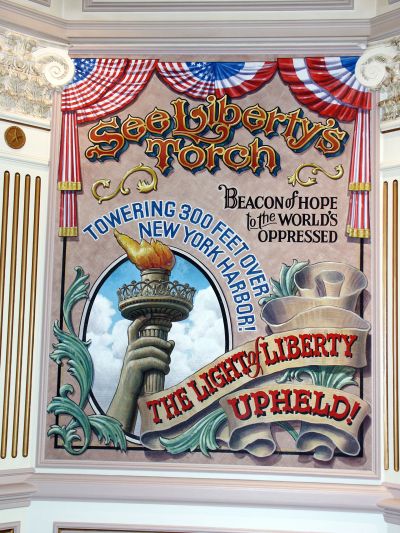 See Liberty's
Torch
BEACON of HOPE
to the WORLD'S
OPPRESSED
TOWERING 300 FEET OVER
NEW YORK HARBOR!
THE LIGHT of LIBERTY
UPHELD!